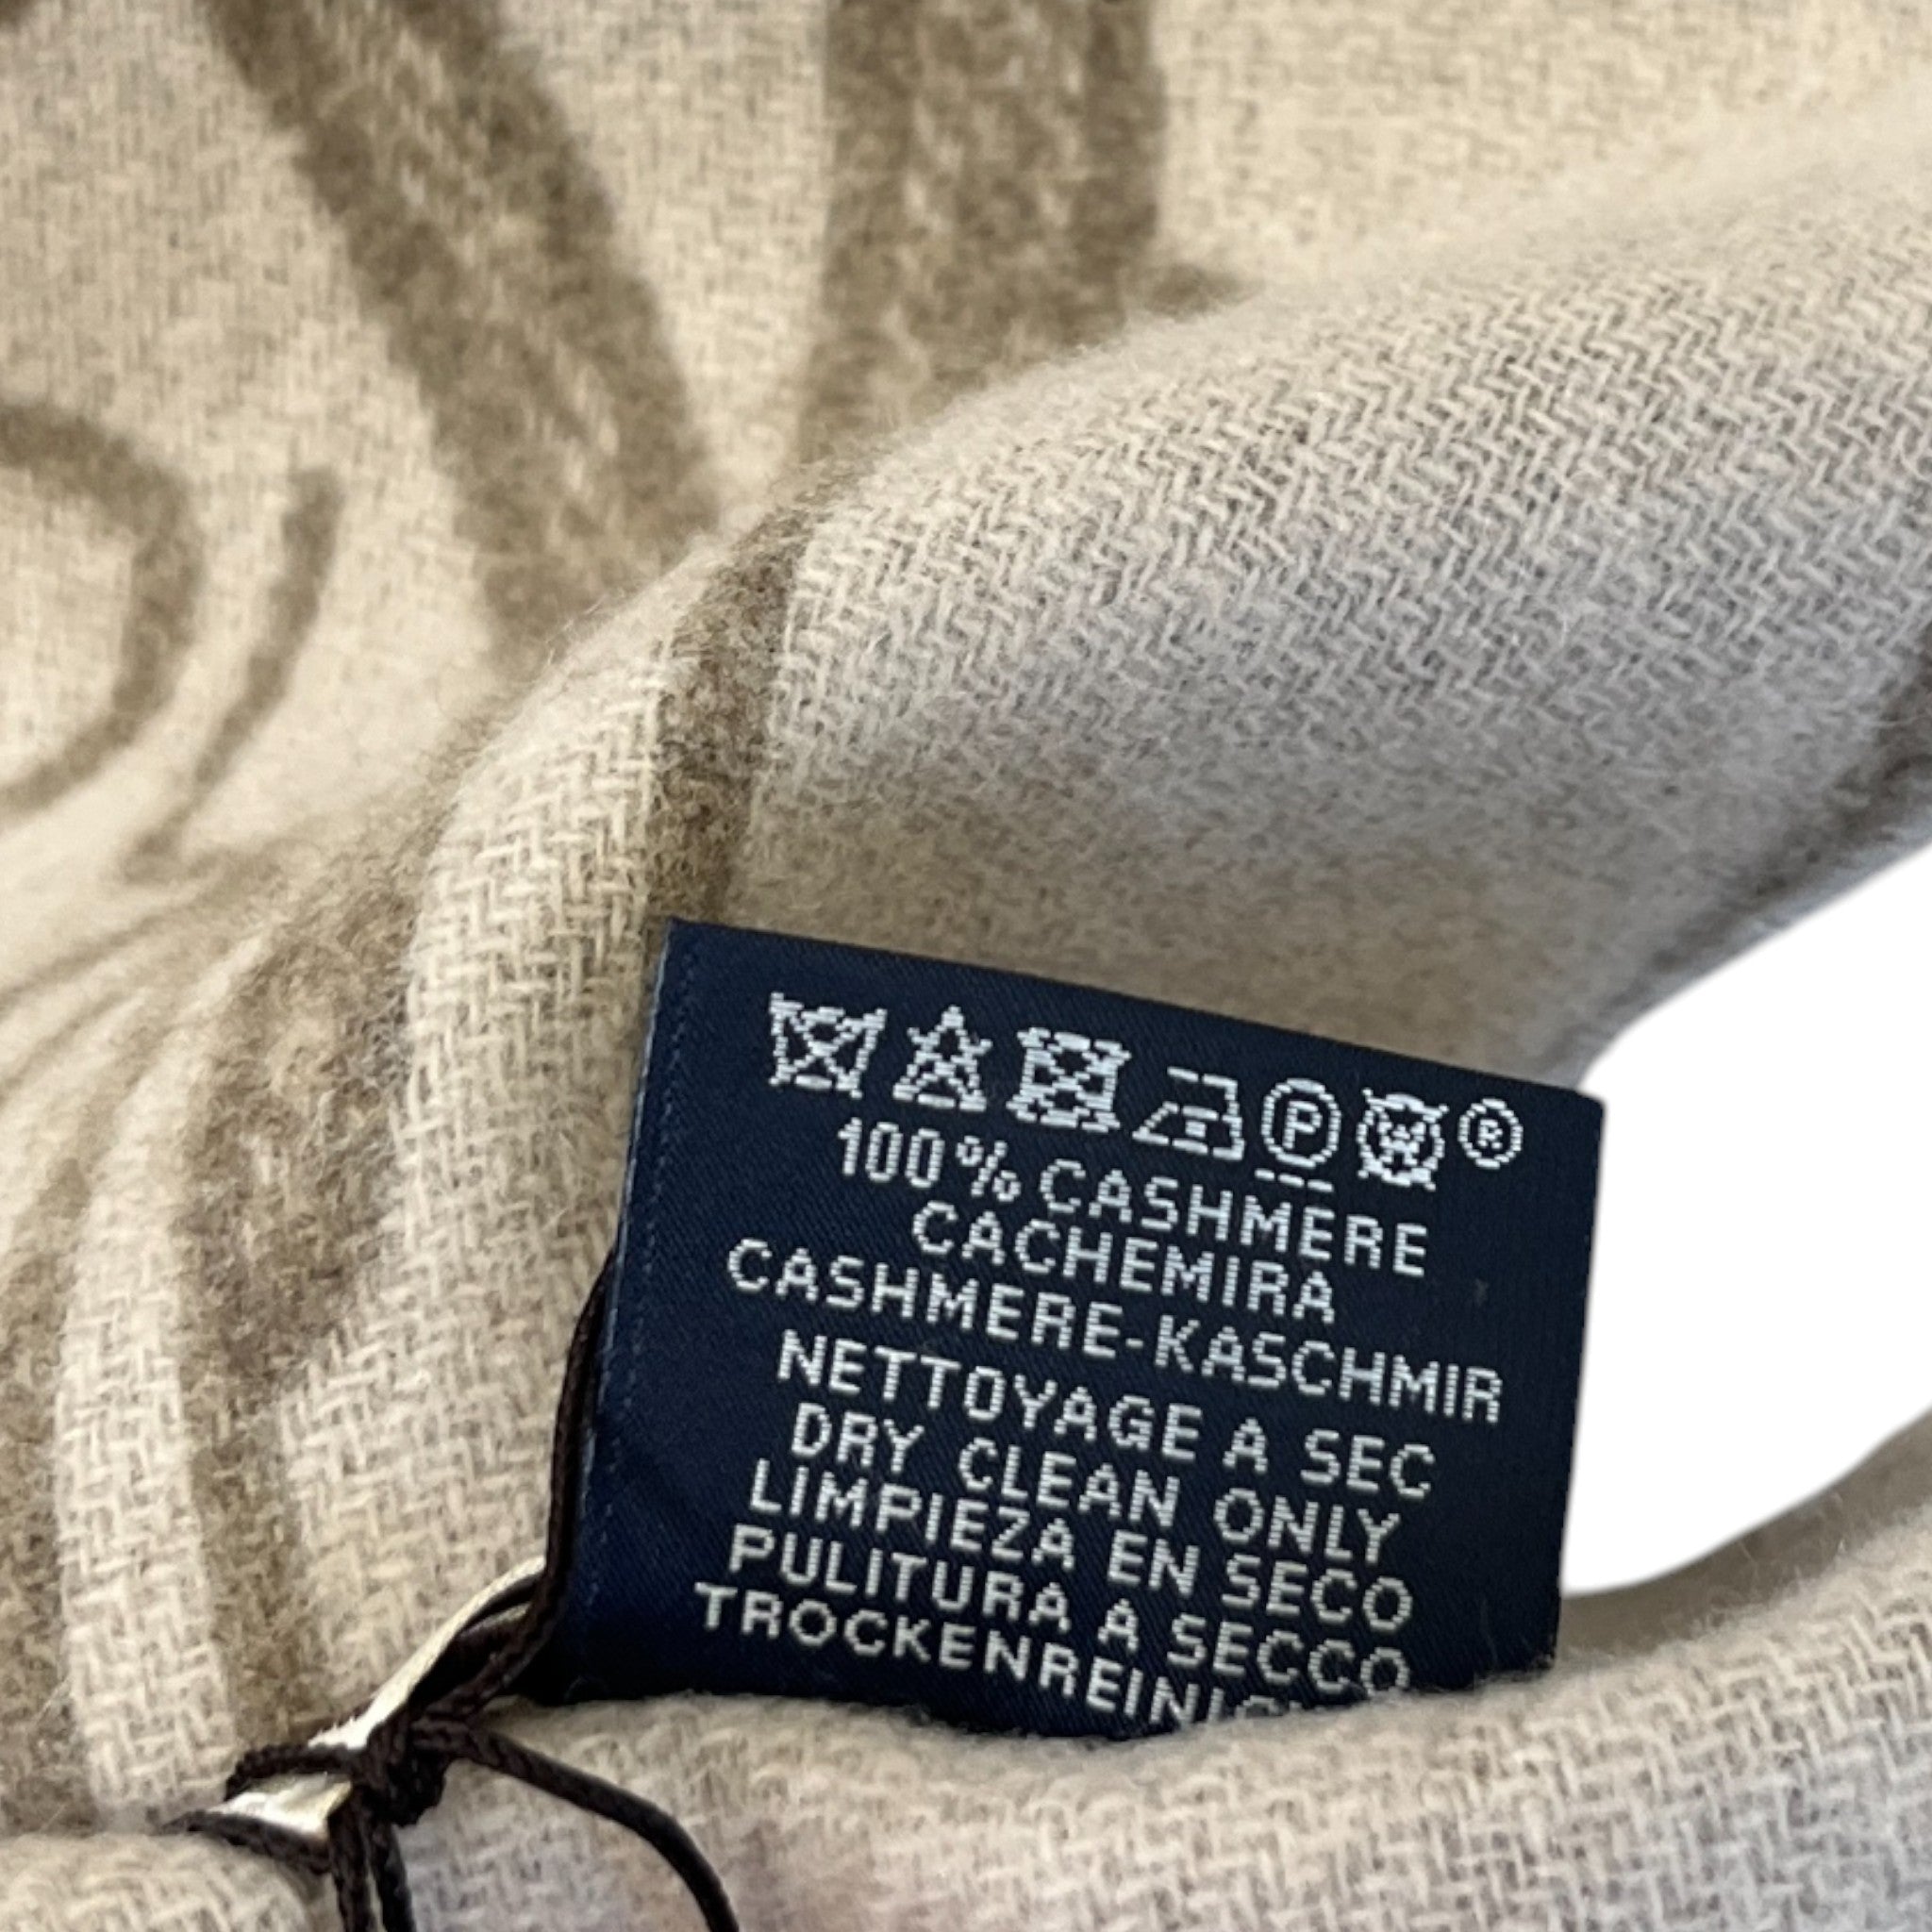 P W ®
100% CASHMERE
CACHEMIRA
CASHMERE-KASCHMIR
NETTOYAGE A SEC
DRY CLEAN ONLY
LIMPIEZA EN SECO
PULITURA A SECCO